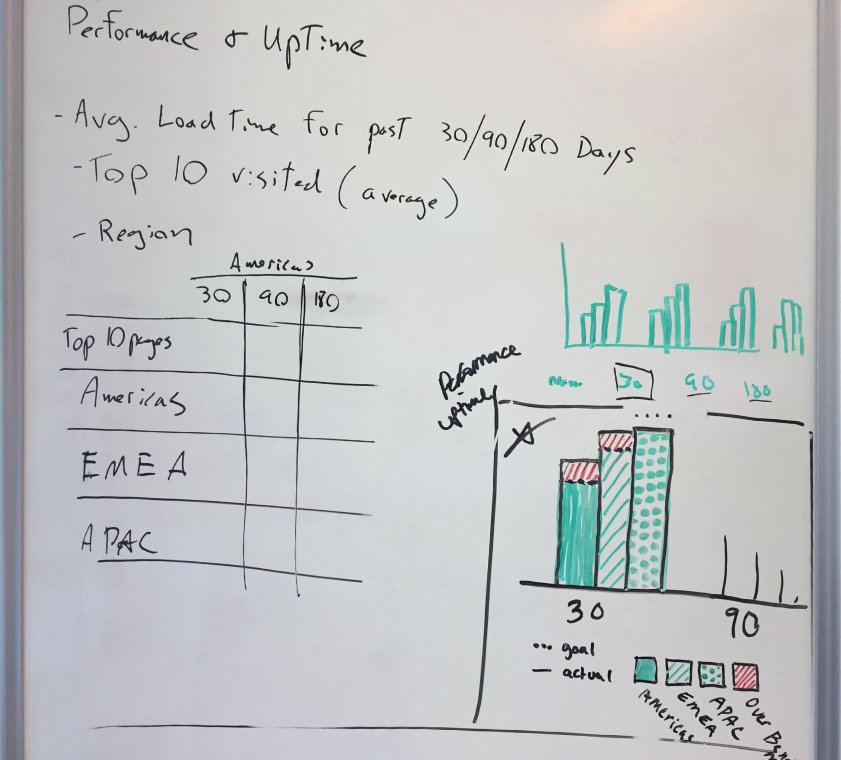 Performance & UpTime
- Avg. Load Time for past 30/90/180 Days
- Top 10 visited (average)
- Region
Americas
30 90 180
Top 10 pages
Americas
EMEA
APAC
30 90 180
Performance
uptime
30 90
... goal
— actual
Americas
EMEA
APAC
Over